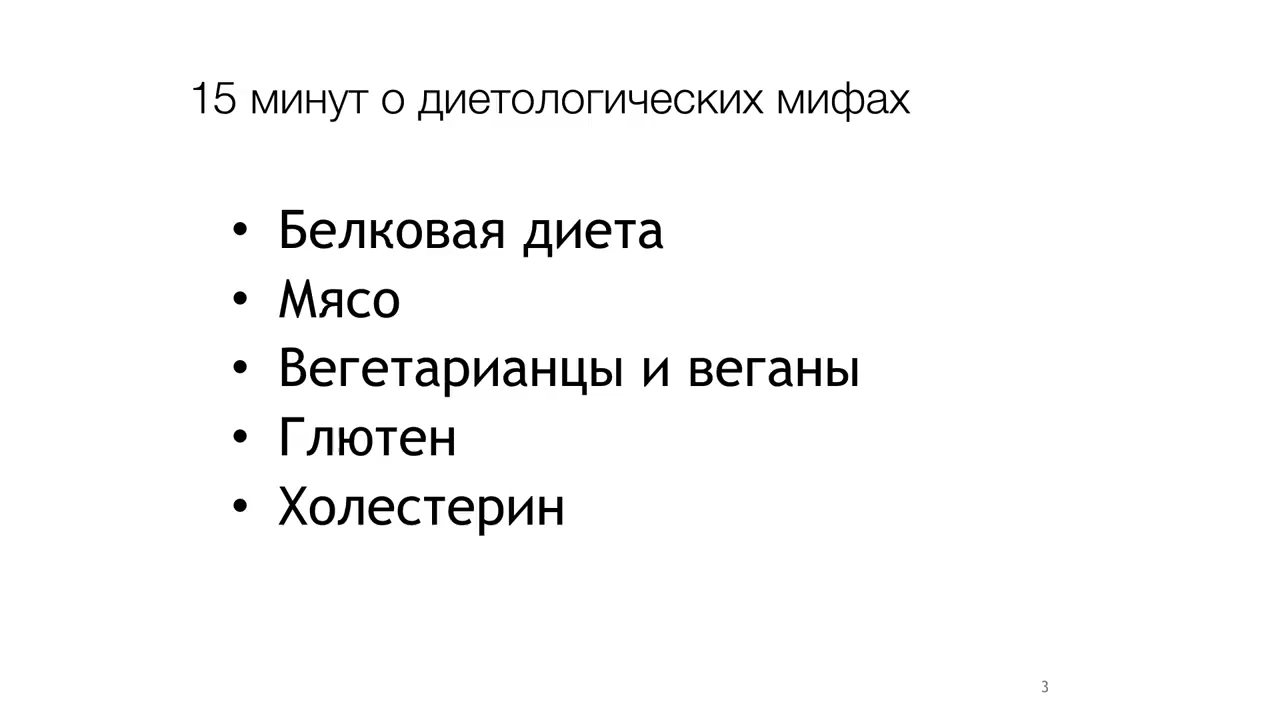 15 минут о диетологических мифах
• Белковая диета
• Мясо
• Вегетарианцы и веганы
• Глютен
• Холестерин
3